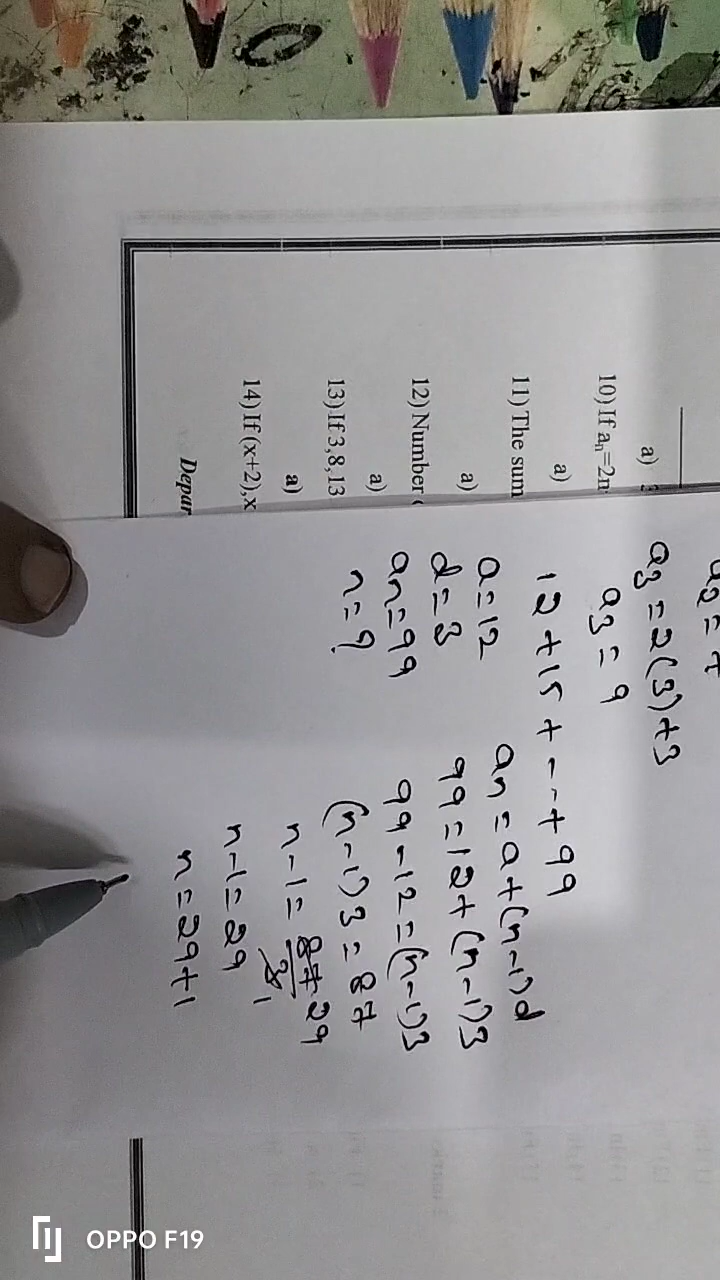 a)
10) If aₙ=2n
a)
11) The sum
a)
12) Number
a)
13) If 3,8,13
a)
14) If (x+2),x
Depar
a3 = 2(3)+3
a3 = 9
12 + 15 + - - + 99
a = 12
d = 3
an = 99
n = ?
an = a + (n-1)d
99 = 12 + (n-1)3
99 - 12 = (n-1)3
(n-1)3 = 87
n-1 = 87 29
3 1
n-1 = 29
n = 29+1
OPPO F19